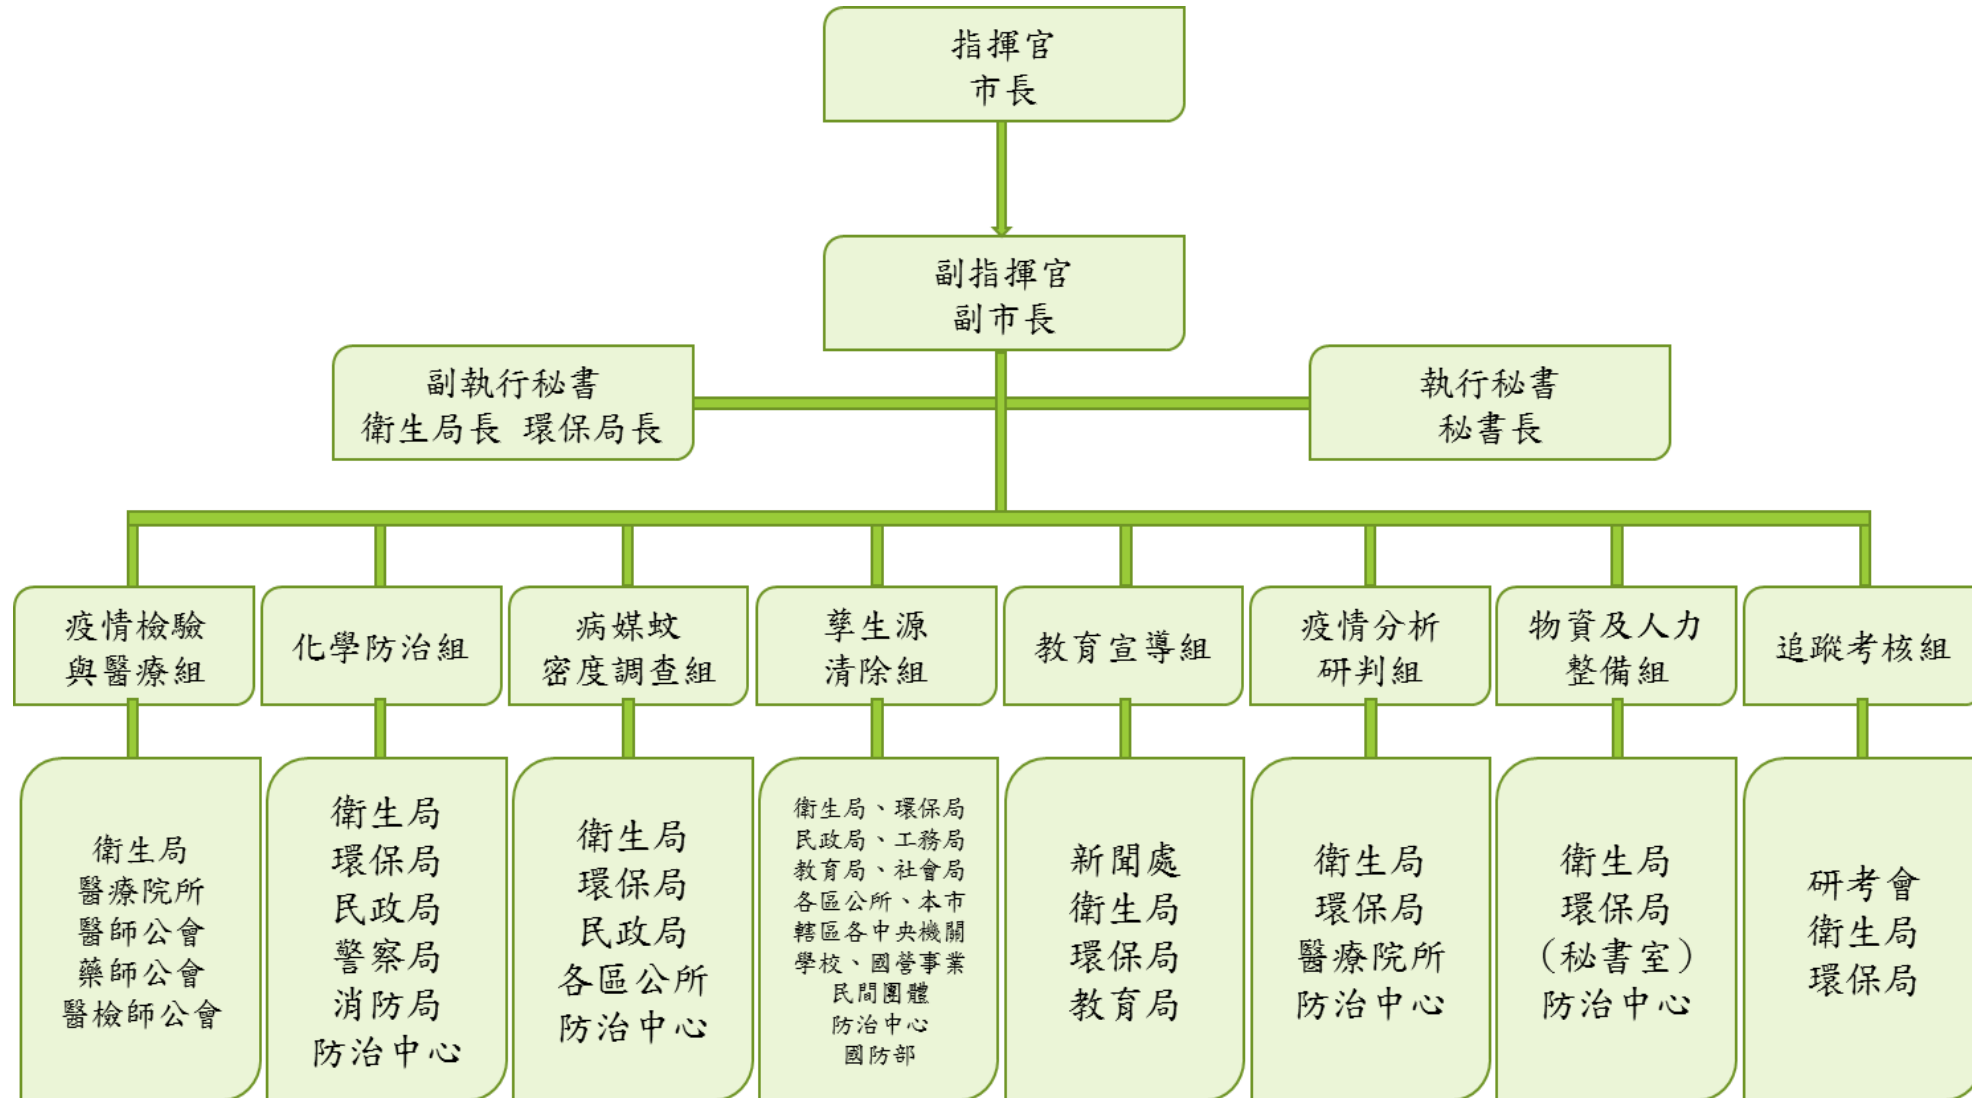 指揮官
市長
副指揮官
副市長
副執行秘書
衛生局長 環保局長
執行秘書
秘書長
疫情檢驗
與醫療組
化學防治組
病媒蚊
密度調查組
孳生源
清除組
教育宣導組
疫情分析
研判組
物資及人力
整備組
追蹤考核組
衛生局
醫療院所
醫師公會
藥師公會
醫檢師公會
衛生局
環保局
民政局
警察局
消防局
防治中心
衛生局
環保局
民政局
各區公所
防治中心
衛生局、環保局
民政局、工務局
教育局、社會局
各區公所、本市
轄區各中央機關
學校、國營事業
民間團體
防治中心
國防部
新聞處
衛生局
環保局
教育局
衛生局
環保局
醫療院所
防治中心
衛生局
環保局
(秘書室)
防治中心
研考會
衛生局
環保局